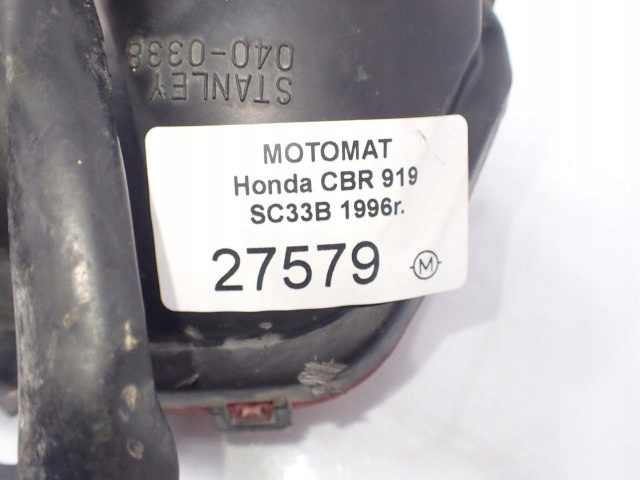 STANLEY
040-0338
MOTOMAT
Honda CBR 919
SC33B 1996r.
27579 M